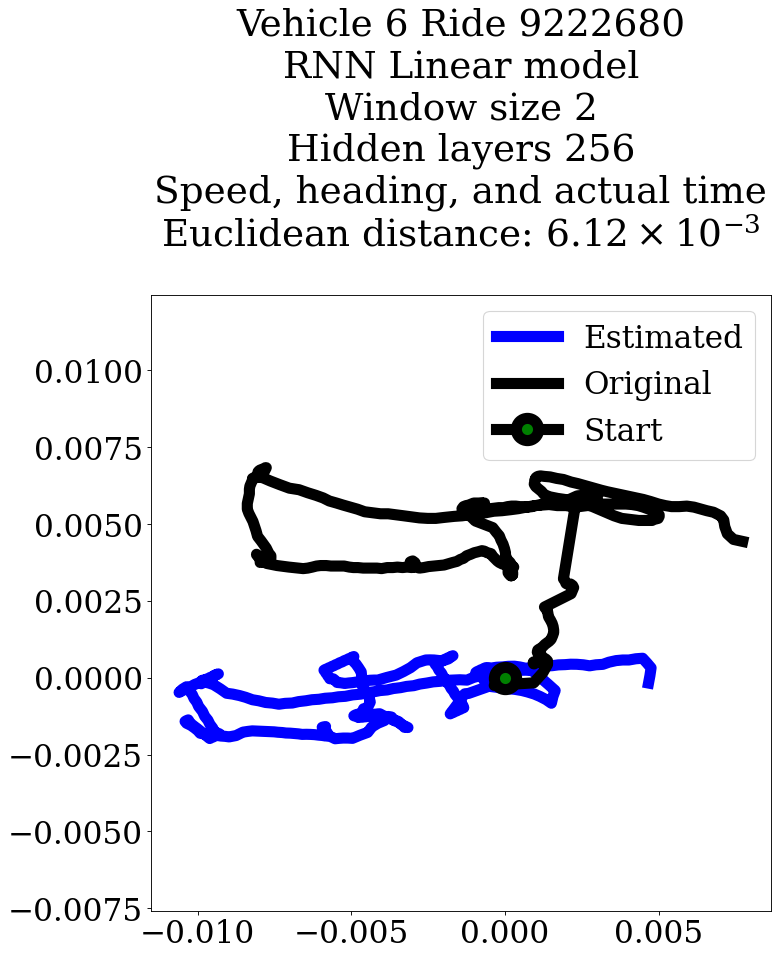 Vehicle 6 Ride 9222680
RNN Linear model
Window size 2
Hidden layers 256
Speed, heading, and actual time
Euclidean distance: 6.12 × 10⁻³
Estimated
Original
Start
0.0100
0.0075
0.0050
0.0025
0.0000
−0.0025
−0.0050
−0.0075
−0.010 −0.005 0.000 0.005